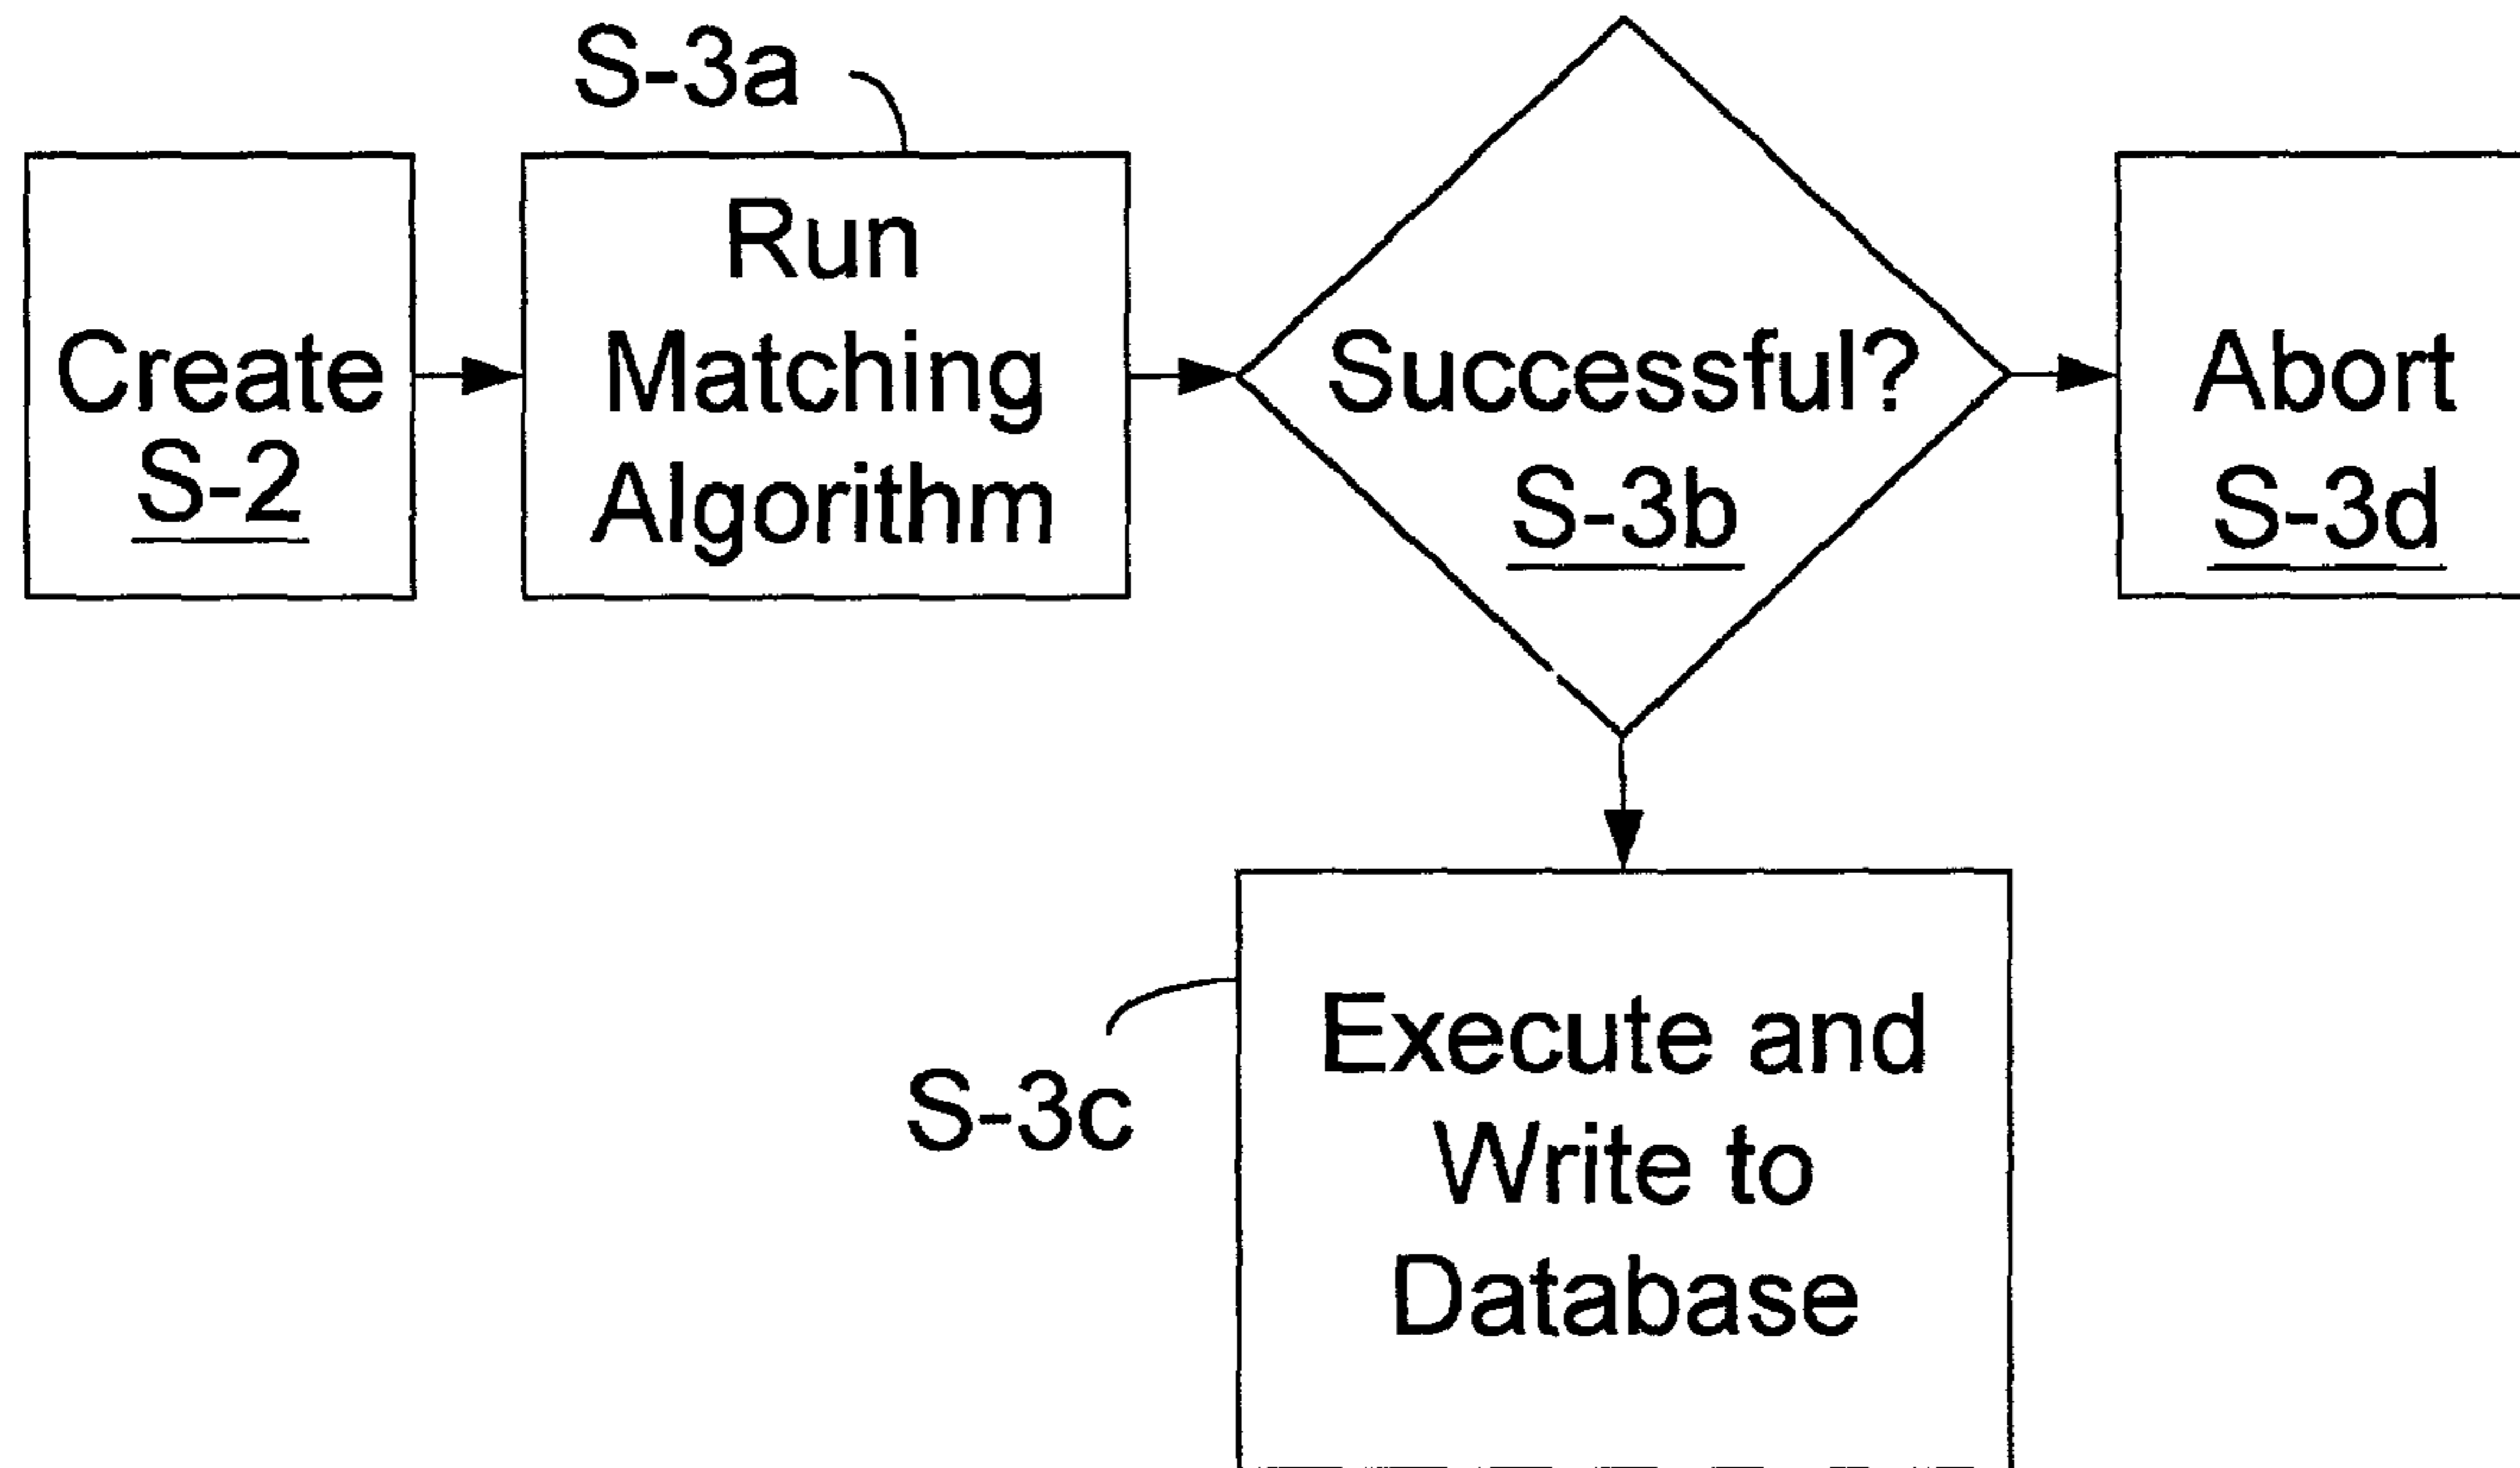 S-3a
Create
S-2
Run
Matching
Algorithm
Successful?
S-3b
Abort
S-3d
S-3c
Execute and
Write to
Database